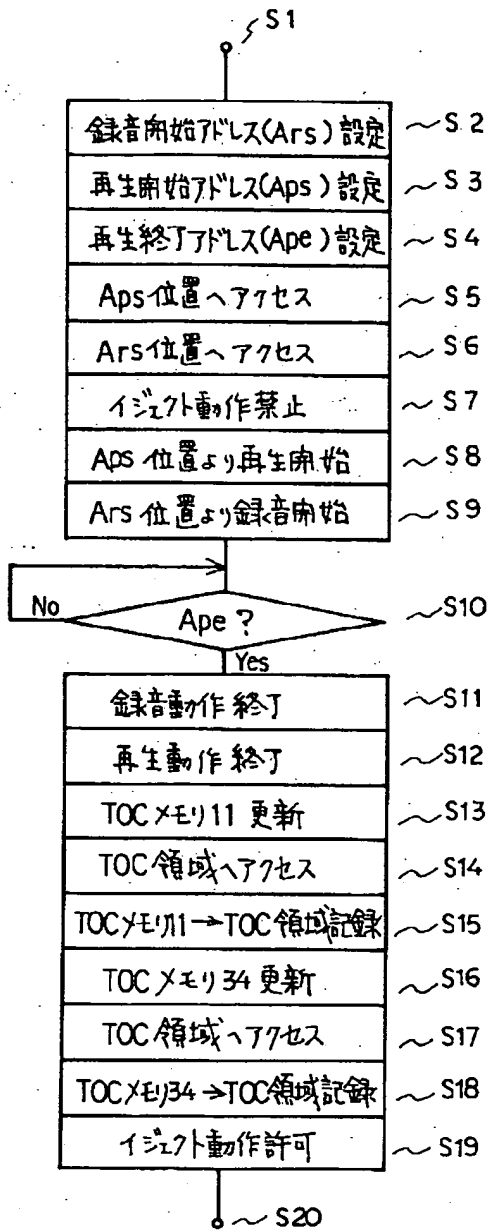 S1
録音開始アドレス(Ars)設定 S2
再生開始アドレス(Aps)設定 S3
再生終了アドレス(Ape)設定 S4
Aps位置へアクセス S5
Ars位置へアクセス S6
イジェクト動作禁止 S7
Aps位置より再生開始 S8
Ars位置より録音開始 S9
No Ape? S10
Yes
録音動作終了 S11
再生動作終了 S12
TOCメモリ11更新 S13
TOC領域へアクセス S14
TOCメモリ11→TOC領域記録 S15
TOCメモリ34更新 S16
TOC領域へアクセス S17
TOCメモリ34→TOC領域記録 S18
イジェクト動作許可 S19
S20